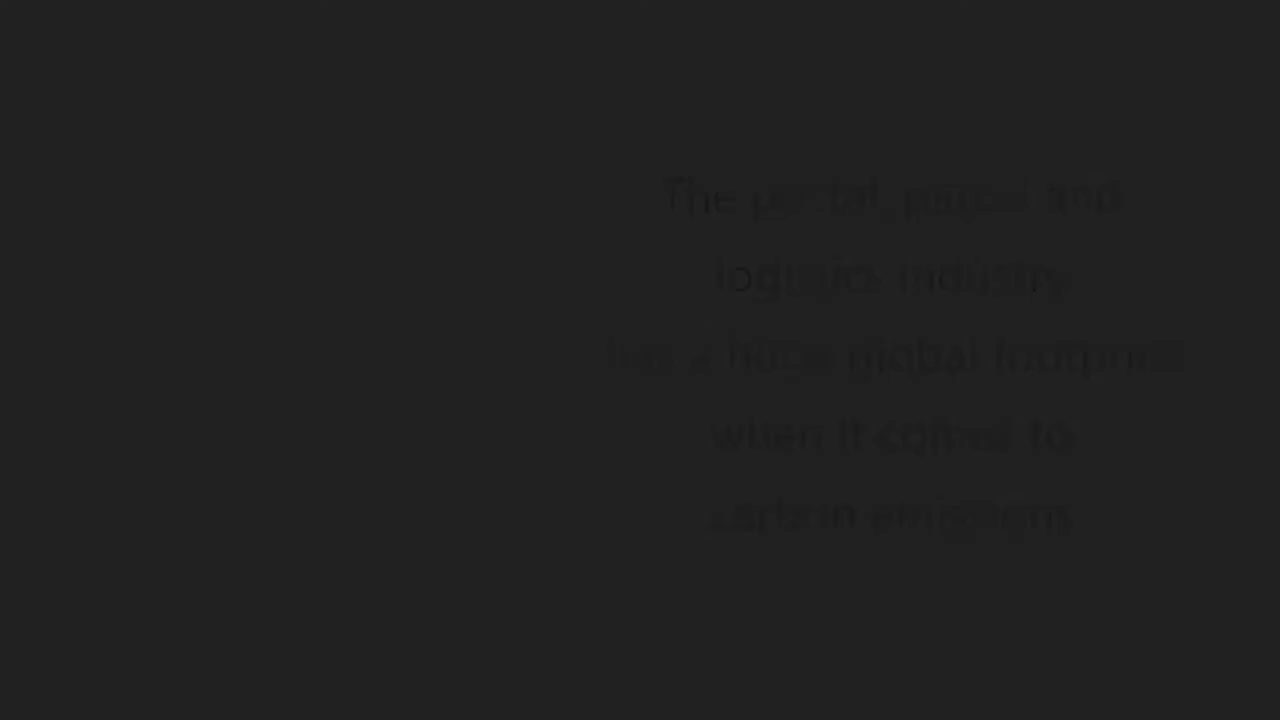 The postal, parcel and
logistics industry
has a huge global footprint
when it comes to
carbon emissions